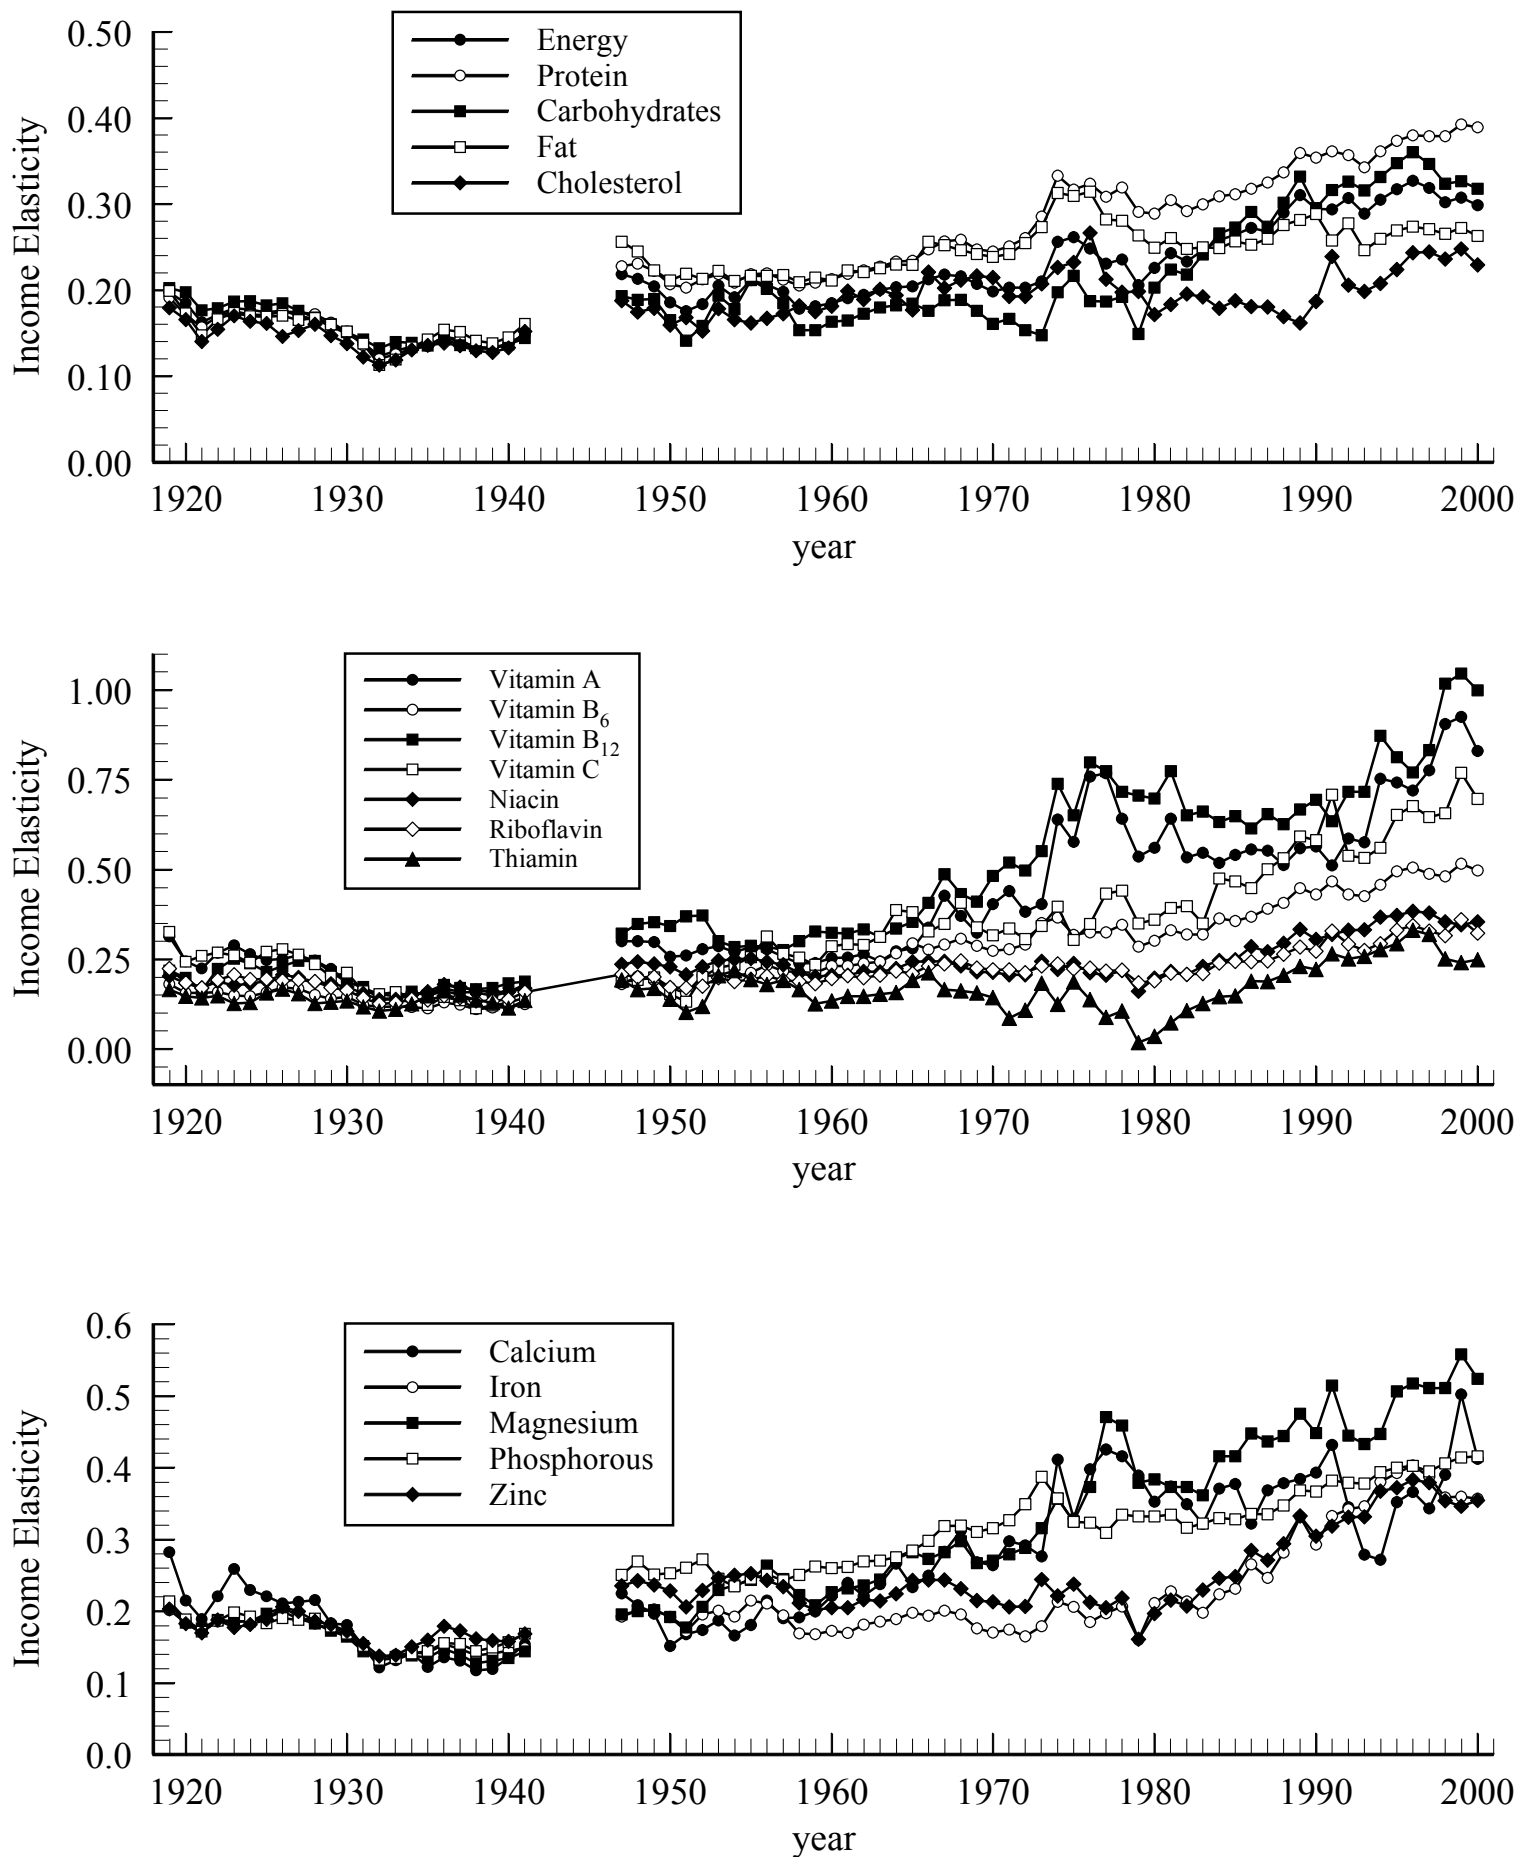 0.50
0.40
0.30
0.20
0.10
0.00
Income Elasticity
Energy
Protein
Carbohydrates
Fat
Cholesterol
1920 1930 1940 1950 1960 1970 1980 1990 2000
year
1.00
0.75
0.50
0.25
0.00
Income Elasticity
Vitamin A
Vitamin B6
Vitamin B12
Vitamin C
Niacin
Riboflavin
Thiamin
1920 1930 1940 1950 1960 1970 1980 1990 2000
year
0.6
0.5
0.4
0.3
0.2
0.1
0.0
Income Elasticity
Calcium
Iron
Magnesium
Phosphorous
Zinc
1920 1930 1940 1950 1960 1970 1980 1990 2000
year